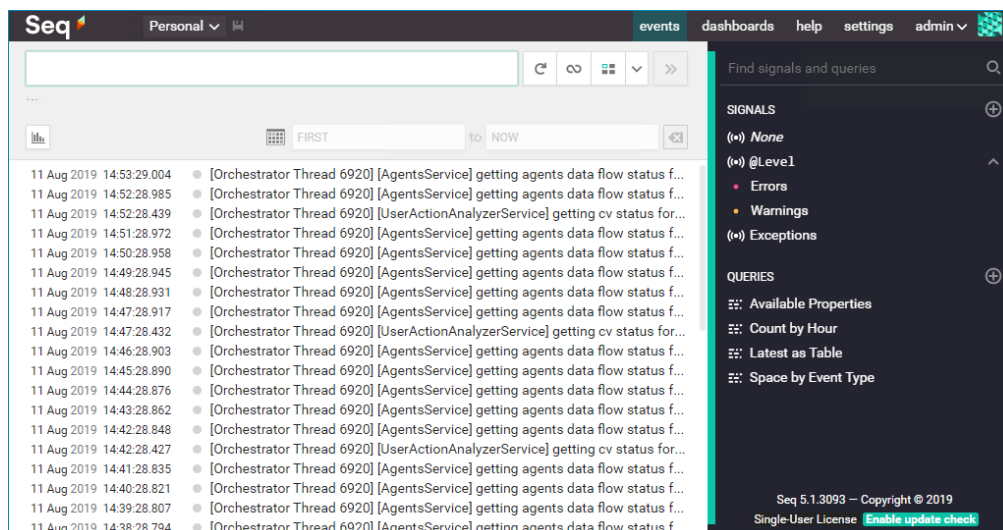 Seq Personal events dashboards help settings admin
Find signals and queries
...
FIRST to NOW
11 Aug 2019 14:53:29.004 [Orchestrator Thread 6920] [AgentsService] getting agents data flow status f...
11 Aug 2019 14:52:28.985 [Orchestrator Thread 6920] [AgentsService] getting agents data flow status f...
11 Aug 2019 14:52:28.439 [Orchestrator Thread 6920] [UserActionAnalyzerService] getting cv status for...
11 Aug 2019 14:51:28.972 [Orchestrator Thread 6920] [AgentsService] getting agents data flow status f...
11 Aug 2019 14:50:28.958 [Orchestrator Thread 6920] [AgentsService] getting agents data flow status f...
11 Aug 2019 14:49:28.945 [Orchestrator Thread 6920] [AgentsService] getting agents data flow status f...
11 Aug 2019 14:48:28.931 [Orchestrator Thread 6920] [AgentsService] getting agents data flow status f...
11 Aug 2019 14:47:28.917 [Orchestrator Thread 6920] [AgentsService] getting agents data flow status f...
11 Aug 2019 14:47:28.432 [Orchestrator Thread 6920] [UserActionAnalyzerService] getting cv status for...
11 Aug 2019 14:46:28.903 [Orchestrator Thread 6920] [AgentsService] getting agents data flow status f...
11 Aug 2019 14:45:28.890 [Orchestrator Thread 6920] [AgentsService] getting agents data flow status f...
11 Aug 2019 14:44:28.876 [Orchestrator Thread 6920] [AgentsService] getting agents data flow status f...
11 Aug 2019 14:43:28.862 [Orchestrator Thread 6920] [AgentsService] getting agents data flow status f...
11 Aug 2019 14:42:28.848 [Orchestrator Thread 6920] [AgentsService] getting agents data flow status f...
11 Aug 2019 14:42:28.427 [Orchestrator Thread 6920] [UserActionAnalyzerService] getting cv status for...
11 Aug 2019 14:41:28.835 [Orchestrator Thread 6920] [AgentsService] getting agents data flow status f...
11 Aug 2019 14:40:28.821 [Orchestrator Thread 6920] [AgentsService] getting agents data flow status f...
11 Aug 2019 14:39:28.807 [Orchestrator Thread 6920] [AgentsService] getting agents data flow status f...
11 Aug 2019 14:38:28.794 [Orchestrator Thread 6920] [AgentsService] getting agents data flow status f...
SIGNALS
None
@Level
Errors
Warnings
Exceptions
QUERIES
Available Properties
Count by Hour
Latest as Table
Space by Event Type
Seq 5.1.3093 — Copyright © 2019
Single-User License Enable update check